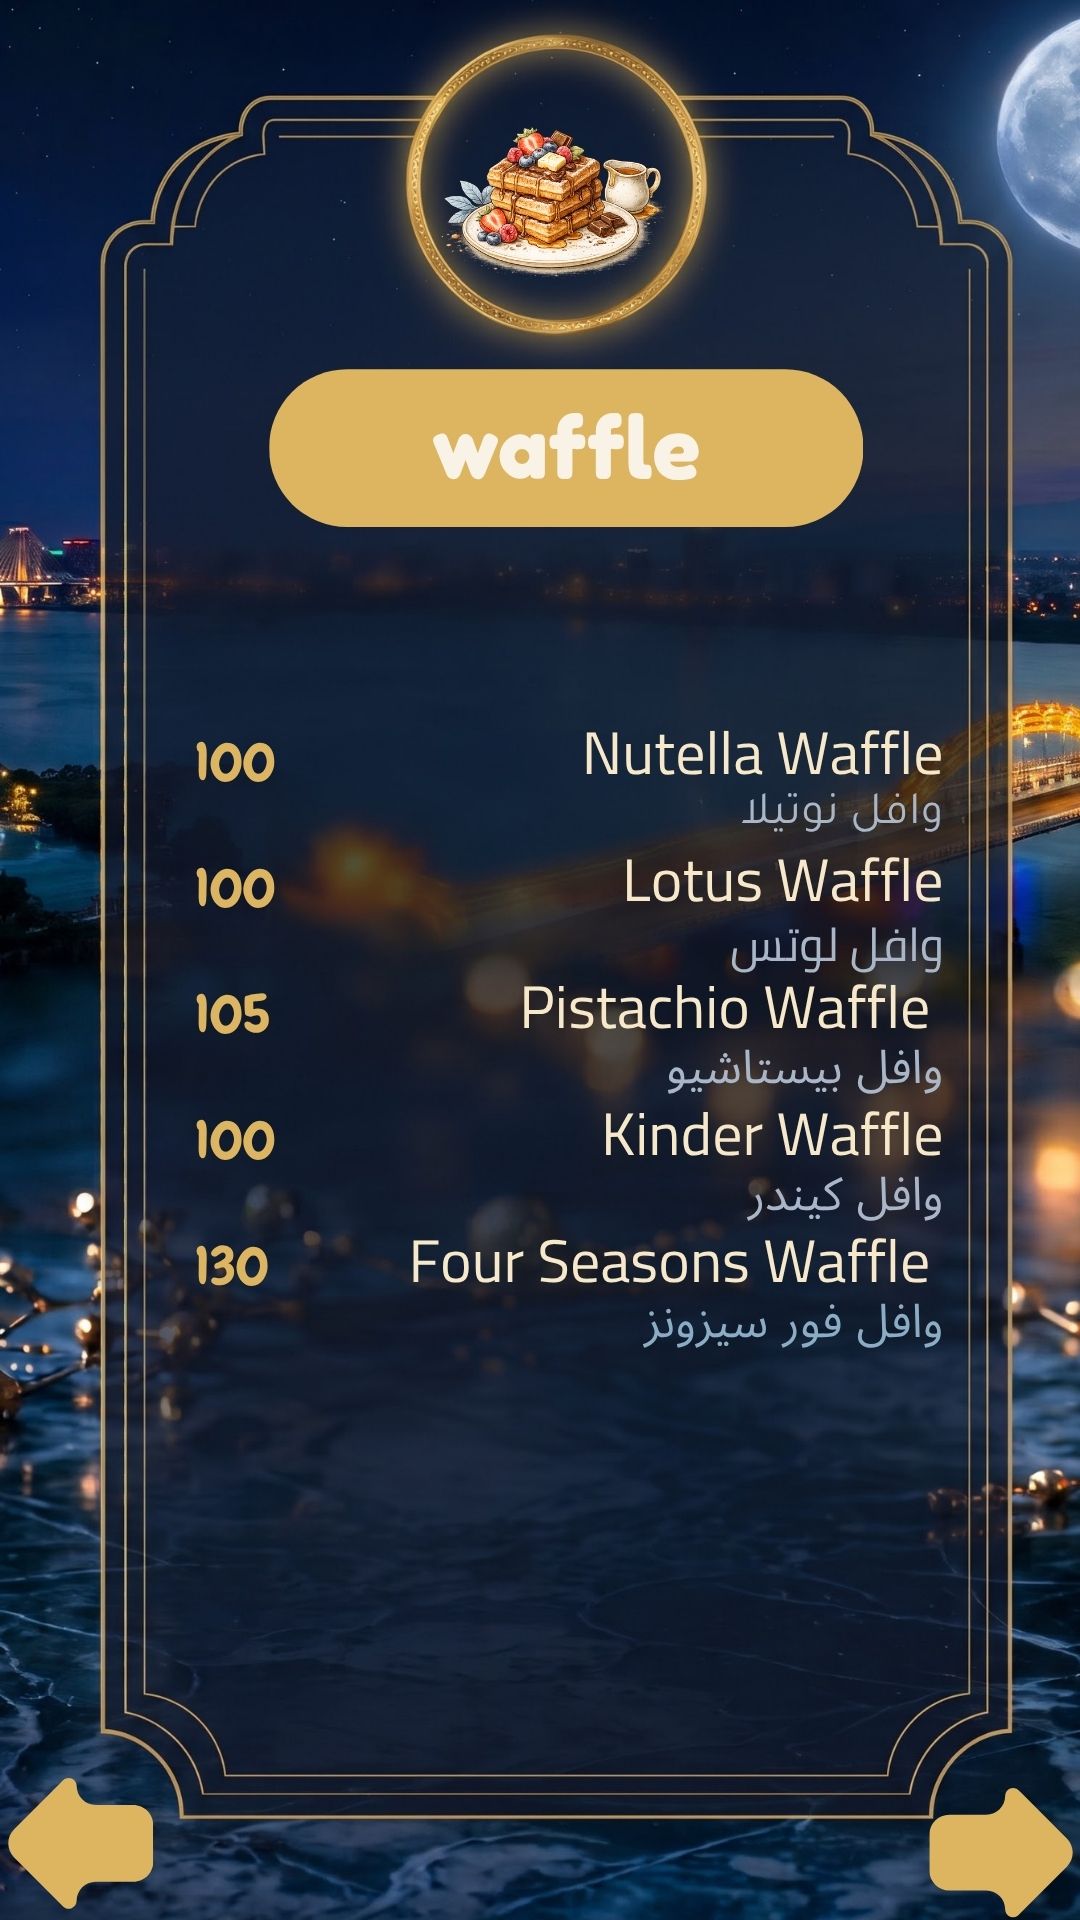 waffle
100 Nutella Waffle
وافل نوتيلا
100 Lotus Waffle
وافل لوتس
105 Pistachio Waffle
وافل بيستاشيو
100 Kinder Waffle
وافل كيندر
130 Four Seasons Waffle
وافل فور سيزونز